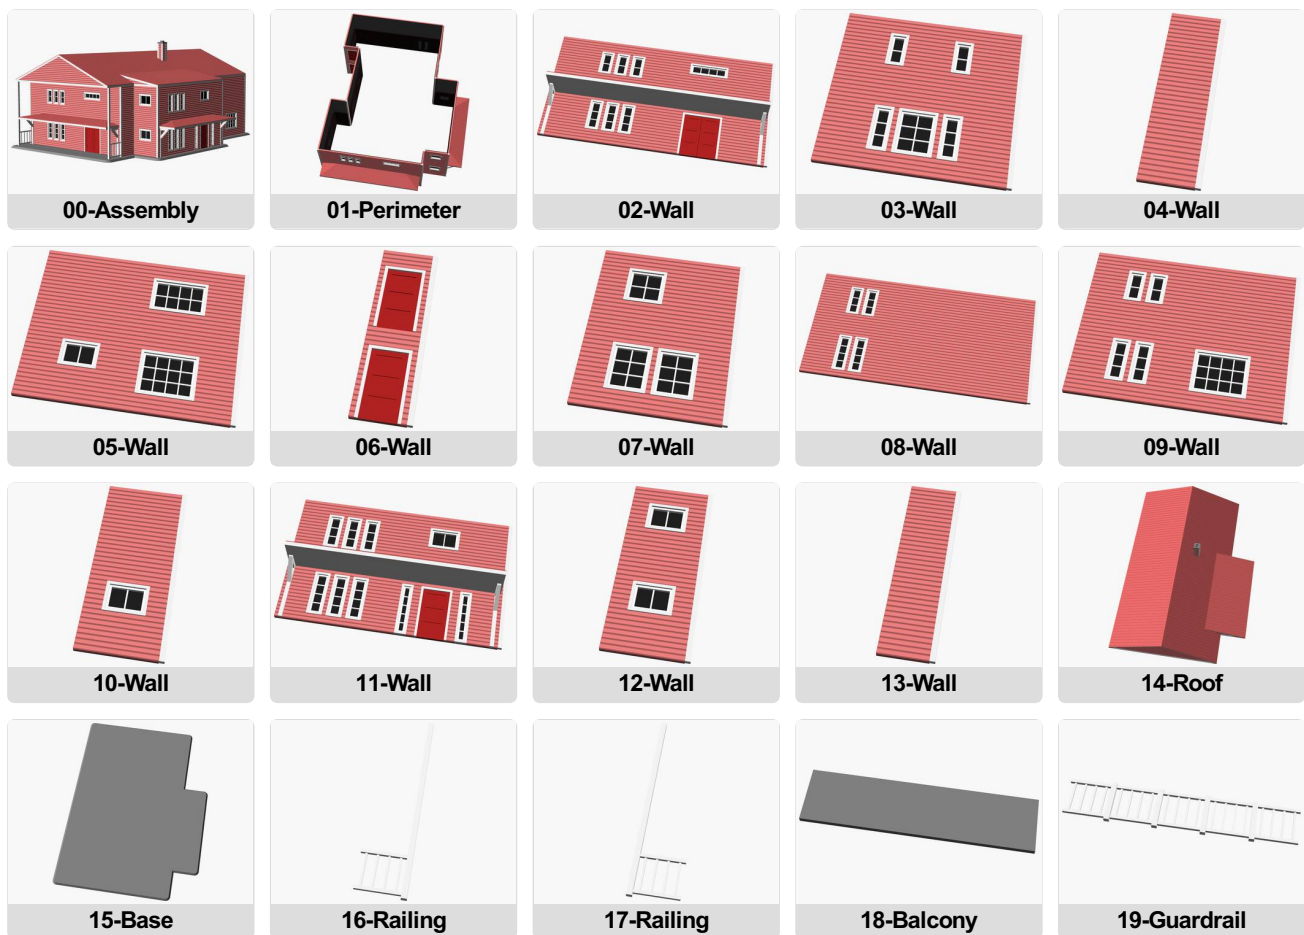 00-Assembly
01-Perimeter
02-Wall
03-Wall
04-Wall
05-Wall
06-Wall
07-Wall
08-Wall
09-Wall
10-Wall
11-Wall
12-Wall
13-Wall
14-Roof
15-Base
16-Railing
17-Railing
18-Balcony
19-Guardrail